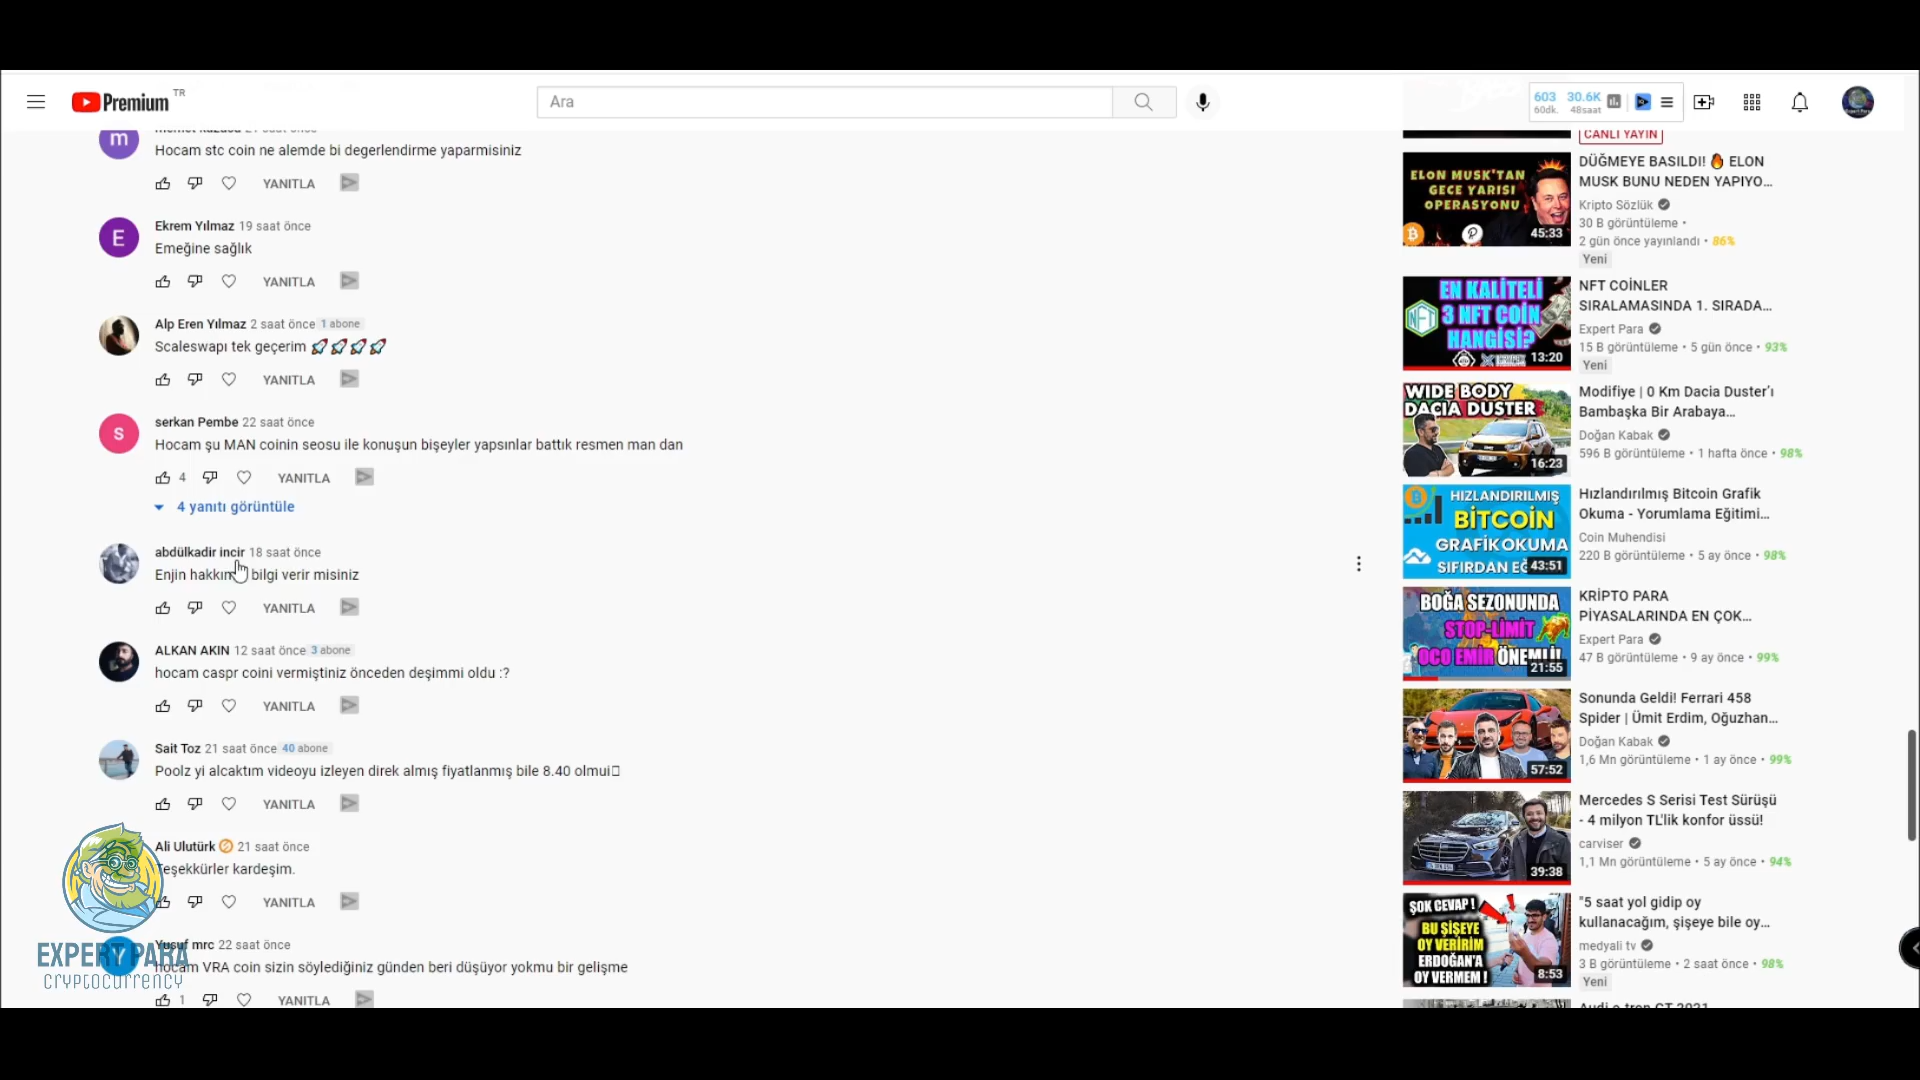 Premium TR
Ara
603 60dk. 30.6K 48saat
Hocam stc coin ne alemde bi degerlendirme yaparmisiniz
YANITLA
E
Ekrem Yılmaz 19 saat önce
Emeğine sağlık
YANITLA
Alp Eren Yılmaz 2 saat önce 1 abone
Scaleswapı tek geçerim 🚀🚀🚀🚀
YANITLA
S
serkan Pembe 22 saat önce
Hocam şu MAN coinin seosu ile konuşun bişeyler yapsınlar battık resmen man dan
4 YANITLA
4 yanıtı görüntüle
abdülkadir incir 18 saat önce
Enjin bilgi verir misiniz
YANITLA
ALKAN AKIN 12 saat önce 3 abone
hocam caspr coini vermiştiniz önceden deşimmi oldu :?
YANITLA
Sait Toz 21 saat önce 40 abone
Poolz yi alcaktım videoyu izleyen direk almış fiyatlanmış bile 8.40 olmui
YANITLA
Ali Ulutürk 21 saat önce
Teşekkürler kardeşim.
YANITLA
Y
Yusuf mrc 22 saat önce
hocam VRA coin sizin söylediğiniz günden beri düşüyor yokmu bir gelişme
1 YANITLA
EXPERT PARA
CRYPTOCURRENCY
CANLI YAYIN
ELON MUSK'TAN
GECE YARISI
OPERASYONU
45:33
DÜĞMEYE BASILDI! 🔥 ELON
MUSK BUNU NEDEN YAPIYO...
Kripto Sözlük
30 B görüntüleme •
2 gün önce yayınlandı • 86%
Yeni
EN KALİTELİ
3 NFT COİN
HANGİSİ?
NFT
13:20
NFT COİNLER
SIRALAMASINDA 1. SIRADA...
Expert Para
15 B görüntüleme • 5 gün önce • 93%
Yeni
WIDE BODY
DACIA DUSTER
16:23
Modifiye | 0 Km Dacia Duster'ı
Bambaşka Bir Arabaya...
Doğan Kabak
596 B görüntüleme • 1 hafta önce • 98%
HIZLANDIRILMIŞ
BİTCOİN
GRAFİK OKUMA
SIFIRDAN
43:51
Hızlandırılmış Bitcoin Grafik
Okuma - Yorumlama Eğitimi...
Coin Muhendisi
220 B görüntüleme • 5 ay önce • 98%
BOĞA SEZONUNDA
STOP-LİMİT
OCO EMİR ÖNEMLİ!
21:55
KRİPTO PARA
PİYASALARINDA EN ÇOK...
Expert Para
47 B görüntüleme • 9 ay önce • 99%
57:52
Sonunda Geldi! Ferrari 458
Spider | Ümit Erdim, Oğuzhan...
Doğan Kabak
1,6 Mn görüntüleme • 1 ay önce • 99%
39:38
Mercedes S Serisi Test Sürüşü
- 4 milyon TL'lik konfor üssü!
carviser
1,1 Mn görüntüleme • 5 ay önce • 94%
ŞOK CEVAP !
BU ŞİŞEYE
OY VERİRİM
ERDOĞAN'A
OY VERMEM !
8:53
"5 saat yol gidip oy
kullanacağım, şişeye bile oy...
medyali tv
3 B görüntüleme • 2 saat önce • 98%
Yeni
Audi e-tron GT 2021